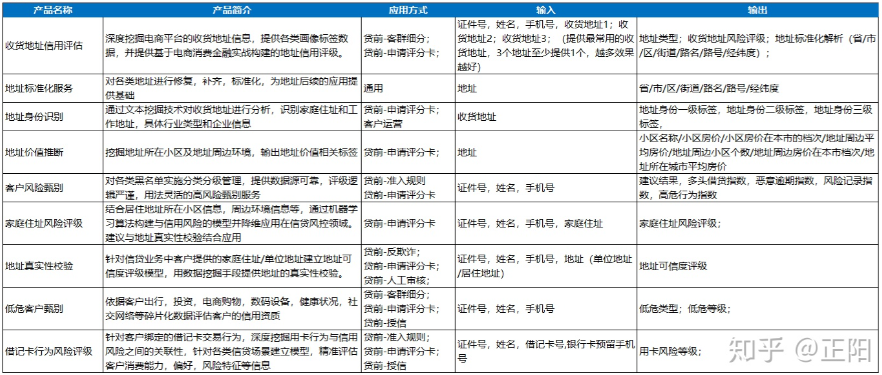 产品名称 产品简介 应用方式 输入 输出
收货地址信用评估
深度挖掘电商平台的收货地址信息，提供各类画像标签数
据，并提供基于电商消费金融实战构建的地址信用评级。
贷前-客群细分；
贷前-申请评分卡；
证件号，姓名，手机号，收货地址1；收
货地址2；收货地址3；（提供最常用的收
货地址，3个地址至少提供1个，越多效果
越好）
地址类型；收货地址风险评级；地址标准化解析（省/市
/区/街道/路名/路号/经纬度）；
地址标准化服务
对各类地址进行修复，补齐，标准化，为地址后续的应用提
供基础
通用
地址
省/市/区/街道/路名/路号/经纬度
地址身份识别
通过文本挖掘技术对收货地址进行分析，识别家庭住址和工
作地址，具体行业类型和企业信息
贷前-申请评分卡；
客户运营
收货地址
地址身份一级标签，地址身份二级标签，地址身份三级
标签，
地址价值推断
挖掘地址所在小区及地址周边环境，输出地址价值相关标签
贷前-申请评分卡；
地址
小区名称/小区房价/小区房价在本市的档次/地址周边平
均房价/地址周边小区个数/地址周边房价在本市档次/地
址所在城市平均房价
客户风险甄别
对各类黑名单实施分类分级管理，提供数据源可靠，评级逻
辑严谨，用法灵活的高风险甄别服务
贷前-准入规则
贷前-申请评分卡
证件号，姓名，手机号
建议结果，多头借贷指数，恶意逾期指数，风险记录指
数，高危行为指数
家庭住址风险评级
结合居住地址所在小区信息，周边环境信息等，通过机器学
习算法构建与信用风险的模型并降维应用在信贷风控领域。
建议与地址真实性校验结合应用
贷前-申请评分卡
证件号，姓名，手机号，家庭住址
家庭住址风险评级；
地址真实性校验
针对信贷业务中客户提供的家庭住址/单位地址建立地址可
信度评级模型，用数据挖掘手段提供地址的真实性校验。
贷前-反欺诈；
贷前-申请评分卡；
贷前-人工审核；
证件号，姓名，手机号，地址（单位地址
/居住地址）
地址可信度评级
低危客户甄别
依据客户出行，投资，电商购物，数码设备，健康状况，社
交网络等碎片化数据评估客户的信用资质
贷前-客群细分；
贷前-申请评分卡；
贷前-授信
证件号，姓名，手机号
低危类型；低危等级；
借记卡行为风险评级
针对客户绑定的借记卡交易行为，深度挖掘用卡行为与信用
风险之间的关联性，针对各类信贷场景建立模型，精准评估
客户消费能力，偏好，风险特征等信息
贷前-准入规则；
贷前-申请评分卡；
贷前-授信
证件号，姓名，借记卡号,银行卡预留手机
号
用卡风险等级；
知乎 @正阳